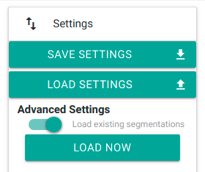 Settings
SAVE SETTINGS
LOAD SETTINGS
Advanced Settings
Load existing segmentations
LOAD NOW